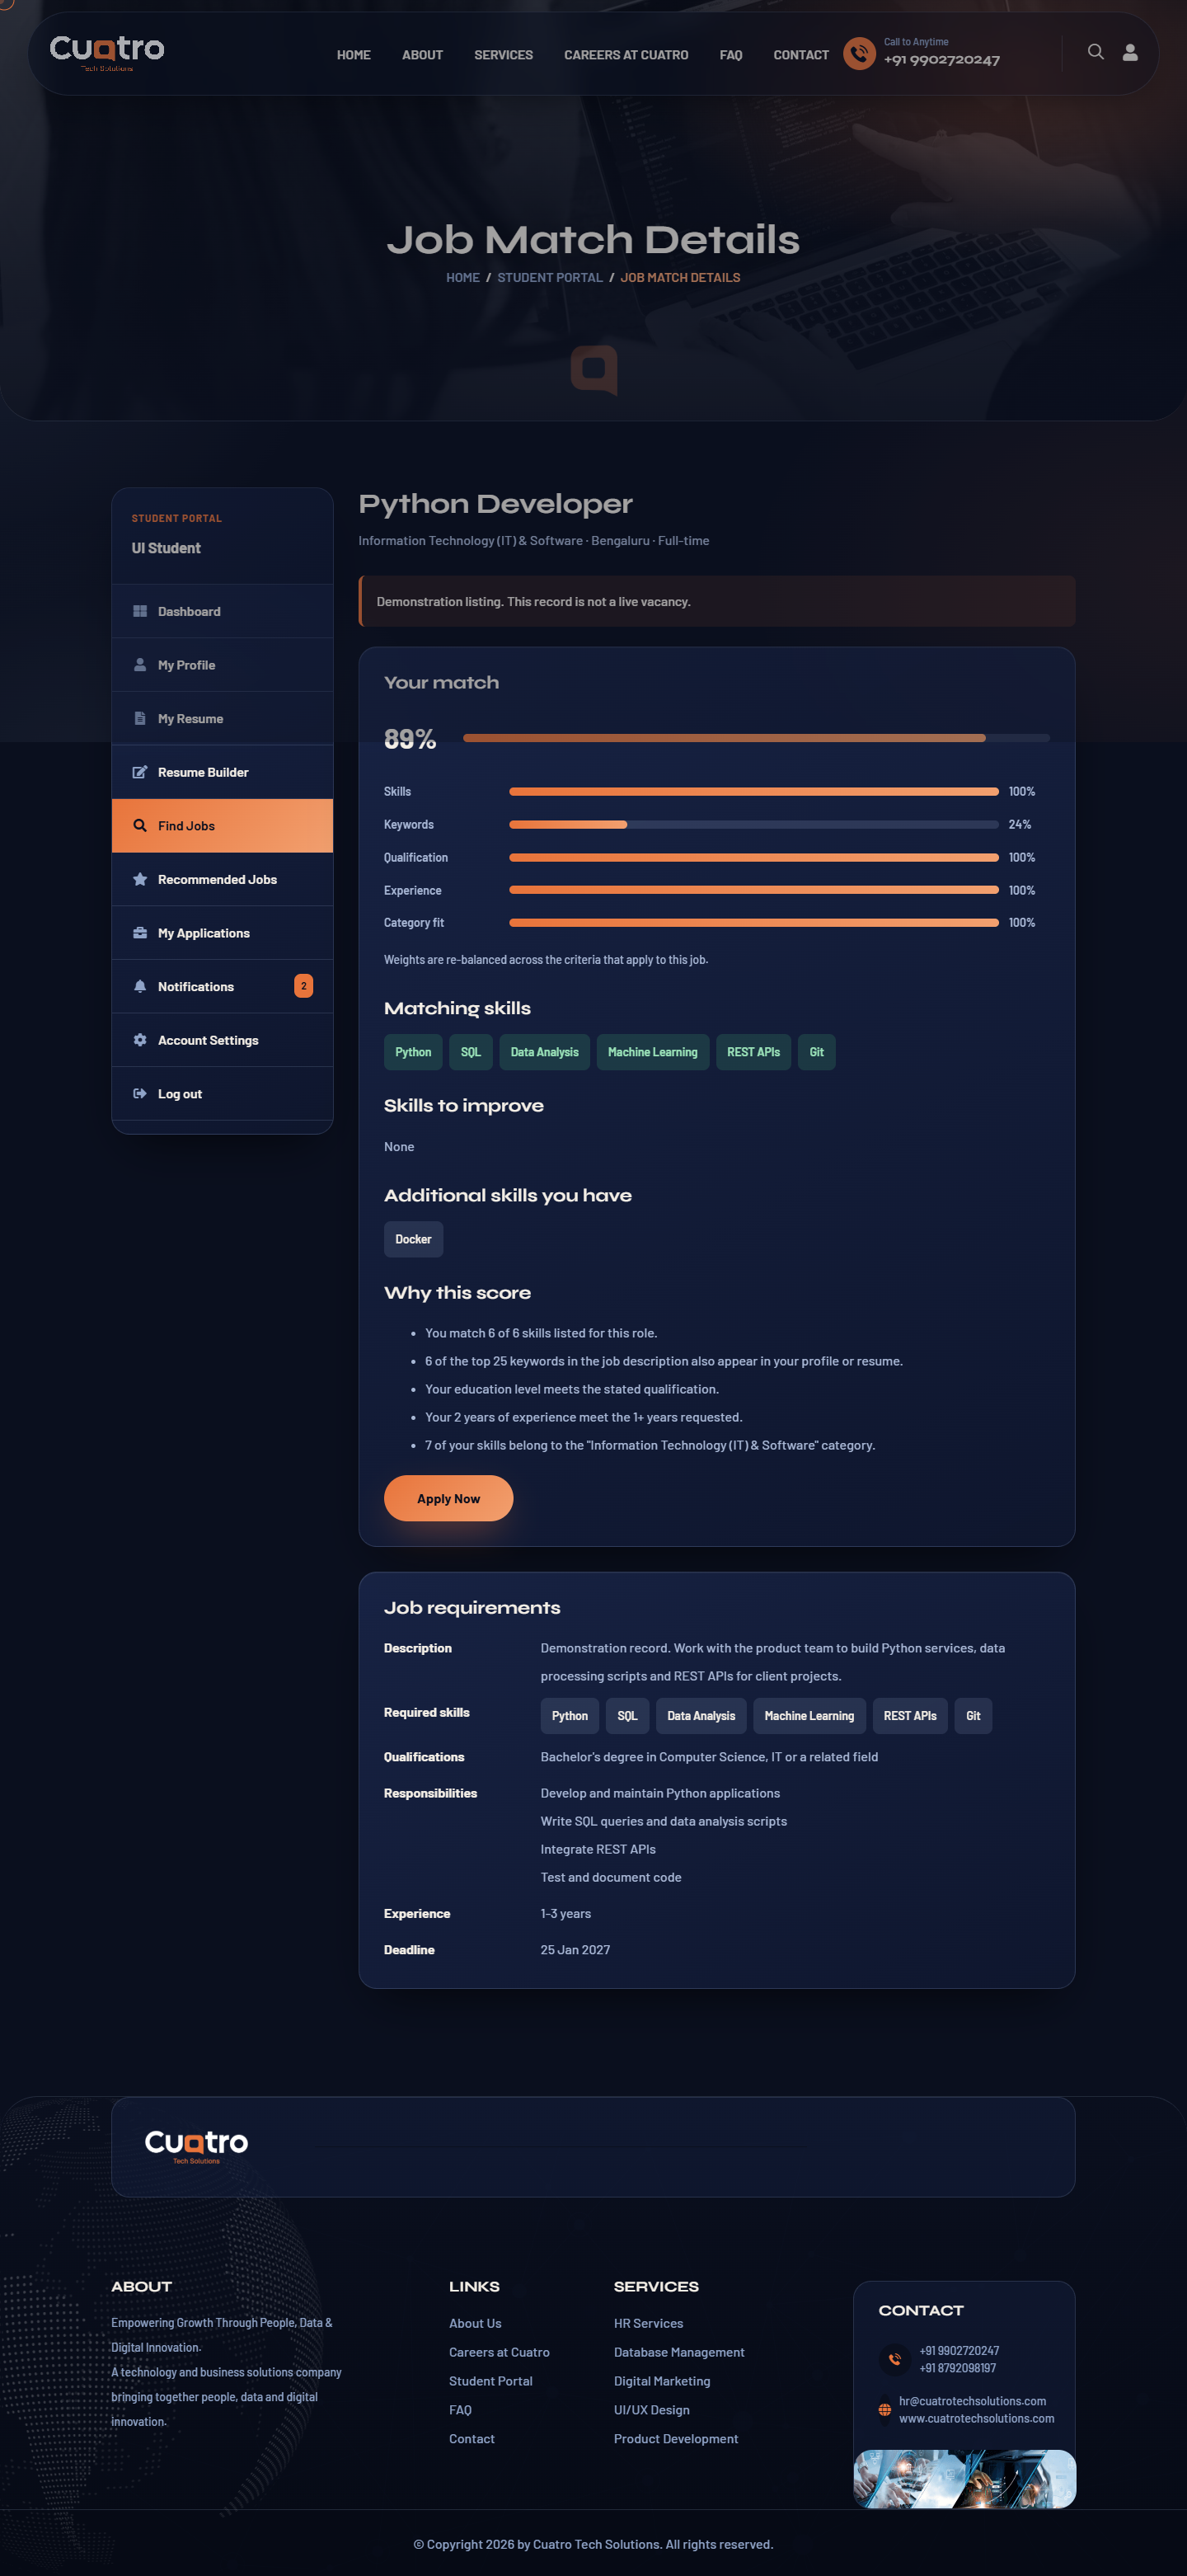 Cuatro
Tech Solutions
HOME ABOUT SERVICES CAREERS AT CUATRO FAQ CONTACT
Call to Anytime
+91 9902720247
Job Match Details
HOME / STUDENT PORTAL / JOB MATCH DETAILS
STUDENT PORTAL
UI Student
Dashboard
My Profile
My Resume
Resume Builder
Find Jobs
Recommended Jobs
My Applications
Notifications 2
Account Settings
Log out
Python Developer
Information Technology (IT) & Software · Bengaluru · Full-time
Demonstration listing. This record is not a live vacancy.
Your match
89%
Skills 100%
Keywords 24%
Qualification 100%
Experience 100%
Category fit 100%
Weights are re-balanced across the criteria that apply to this job.
Matching skills
Python SQL Data Analysis Machine Learning REST APIs Git
Skills to improve
None
Additional skills you have
Docker
Why this score
• You match 6 of 6 skills listed for this role.
• 6 of the top 25 keywords in the job description also appear in your profile or resume.
• Your education level meets the stated qualification.
• Your 2 years of experience meet the 1+ years requested.
• 7 of your skills belong to the "Information Technology (IT) & Software" category.
Apply Now
Job requirements
Description Demonstration record. Work with the product team to build Python services, data
processing scripts and REST APIs for client projects.
Required skills Python SQL Data Analysis Machine Learning REST APIs Git
Qualifications Bachelor's degree in Computer Science, IT or a related field
Responsibilities Develop and maintain Python applications
Write SQL queries and data analysis scripts
Integrate REST APIs
Test and document code
Experience 1-3 years
Deadline 25 Jan 2027
Cuatro
Tech Solutions
ABOUT
Empowering Growth Through People, Data &
Digital Innovation.
A technology and business solutions company
bringing together people, data and digital
innovation.
LINKS
About Us
Careers at Cuatro
Student Portal
FAQ
Contact
SERVICES
HR Services
Database Management
Digital Marketing
UI/UX Design
Product Development
CONTACT
+91 9902720247
+91 8792098197
hr@cuatrotechsolutions.com
www.cuatrotechsolutions.com
© Copyright 2026 by Cuatro Tech Solutions. All rights reserved.